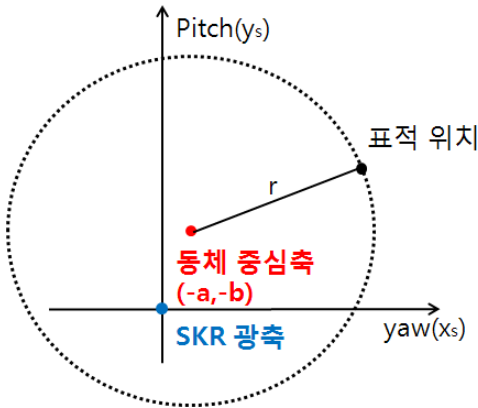 Pitch(yₛ)
표적 위치
r
동체 중심축
(-a,-b)
SKR 광축
yaw(xₛ)